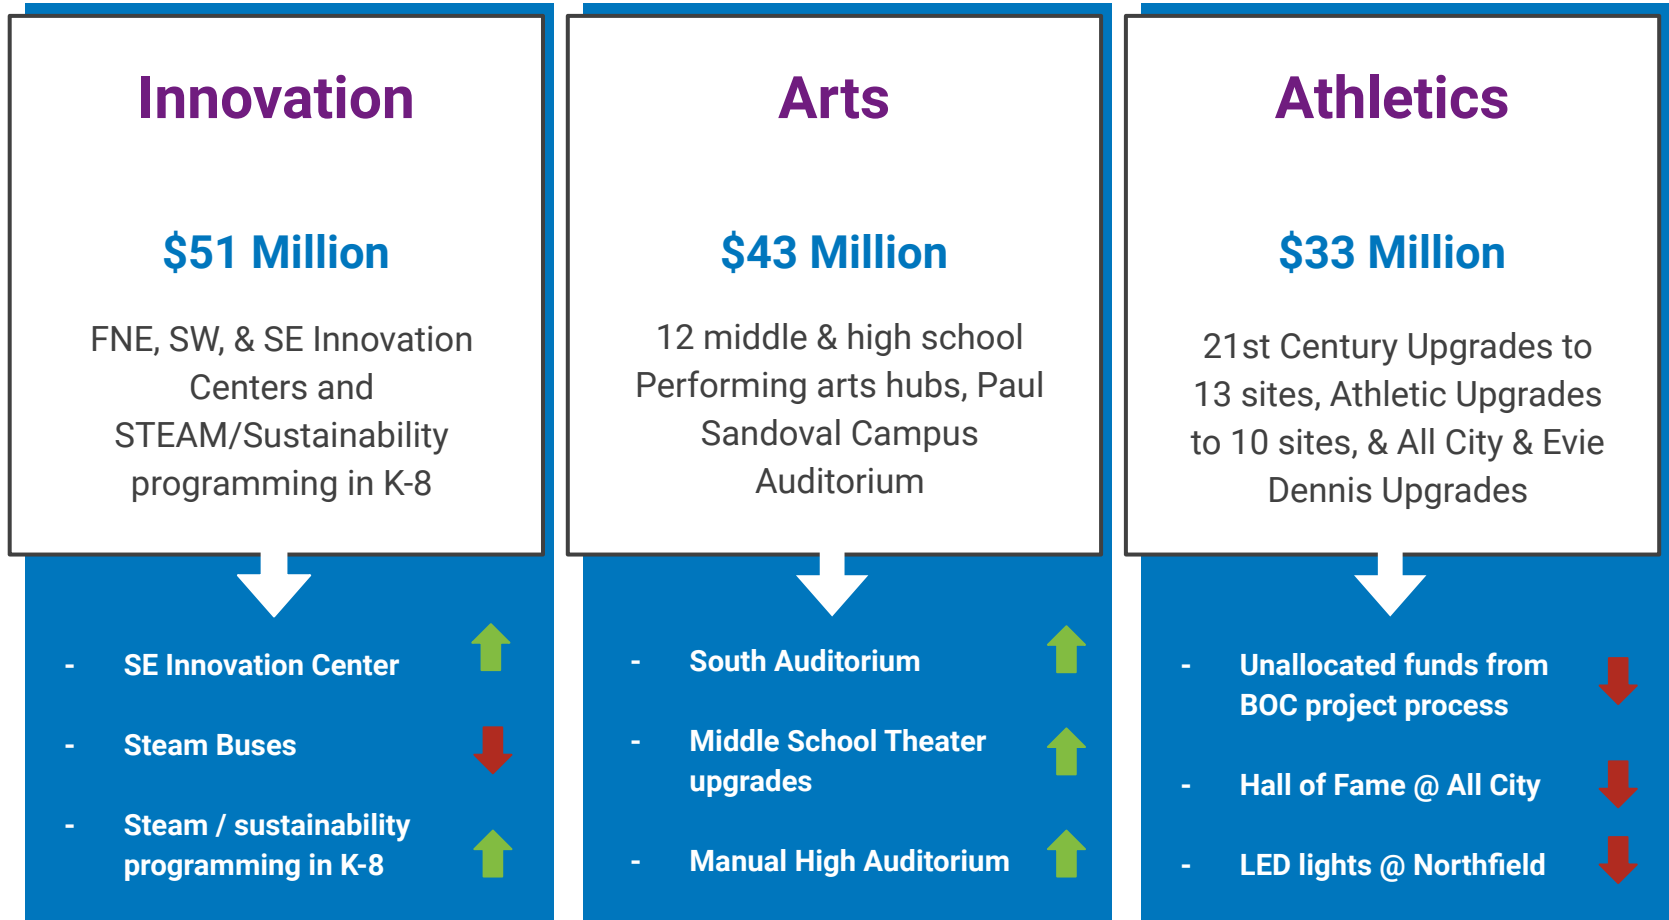 Innovation
$51 Million
FNE, SW, & SE Innovation
Centers and
STEAM/Sustainability
programming in K-8
- SE Innovation Center
- Steam Buses
- Steam / sustainability
programming in K-8
Arts
$43 Million
12 middle & high school
Performing arts hubs, Paul
Sandoval Campus
Auditorium
- South Auditorium
- Middle School Theater
upgrades
- Manual High Auditorium
Athletics
$33 Million
21st Century Upgrades to
13 sites, Athletic Upgrades
to 10 sites, & All City & Evie
Dennis Upgrades
- Unallocated funds from
BOC project process
- Hall of Fame @ All City
- LED lights @ Northfield